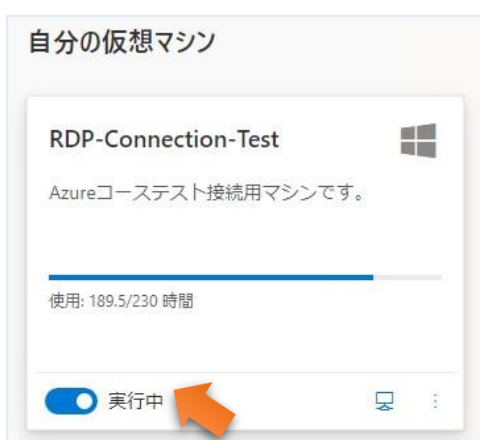 自分の仮想マシン
RDP-Connection-Test
Azureコーステスト接続用マシンです。
使用: 189.5/230 時間
実行中